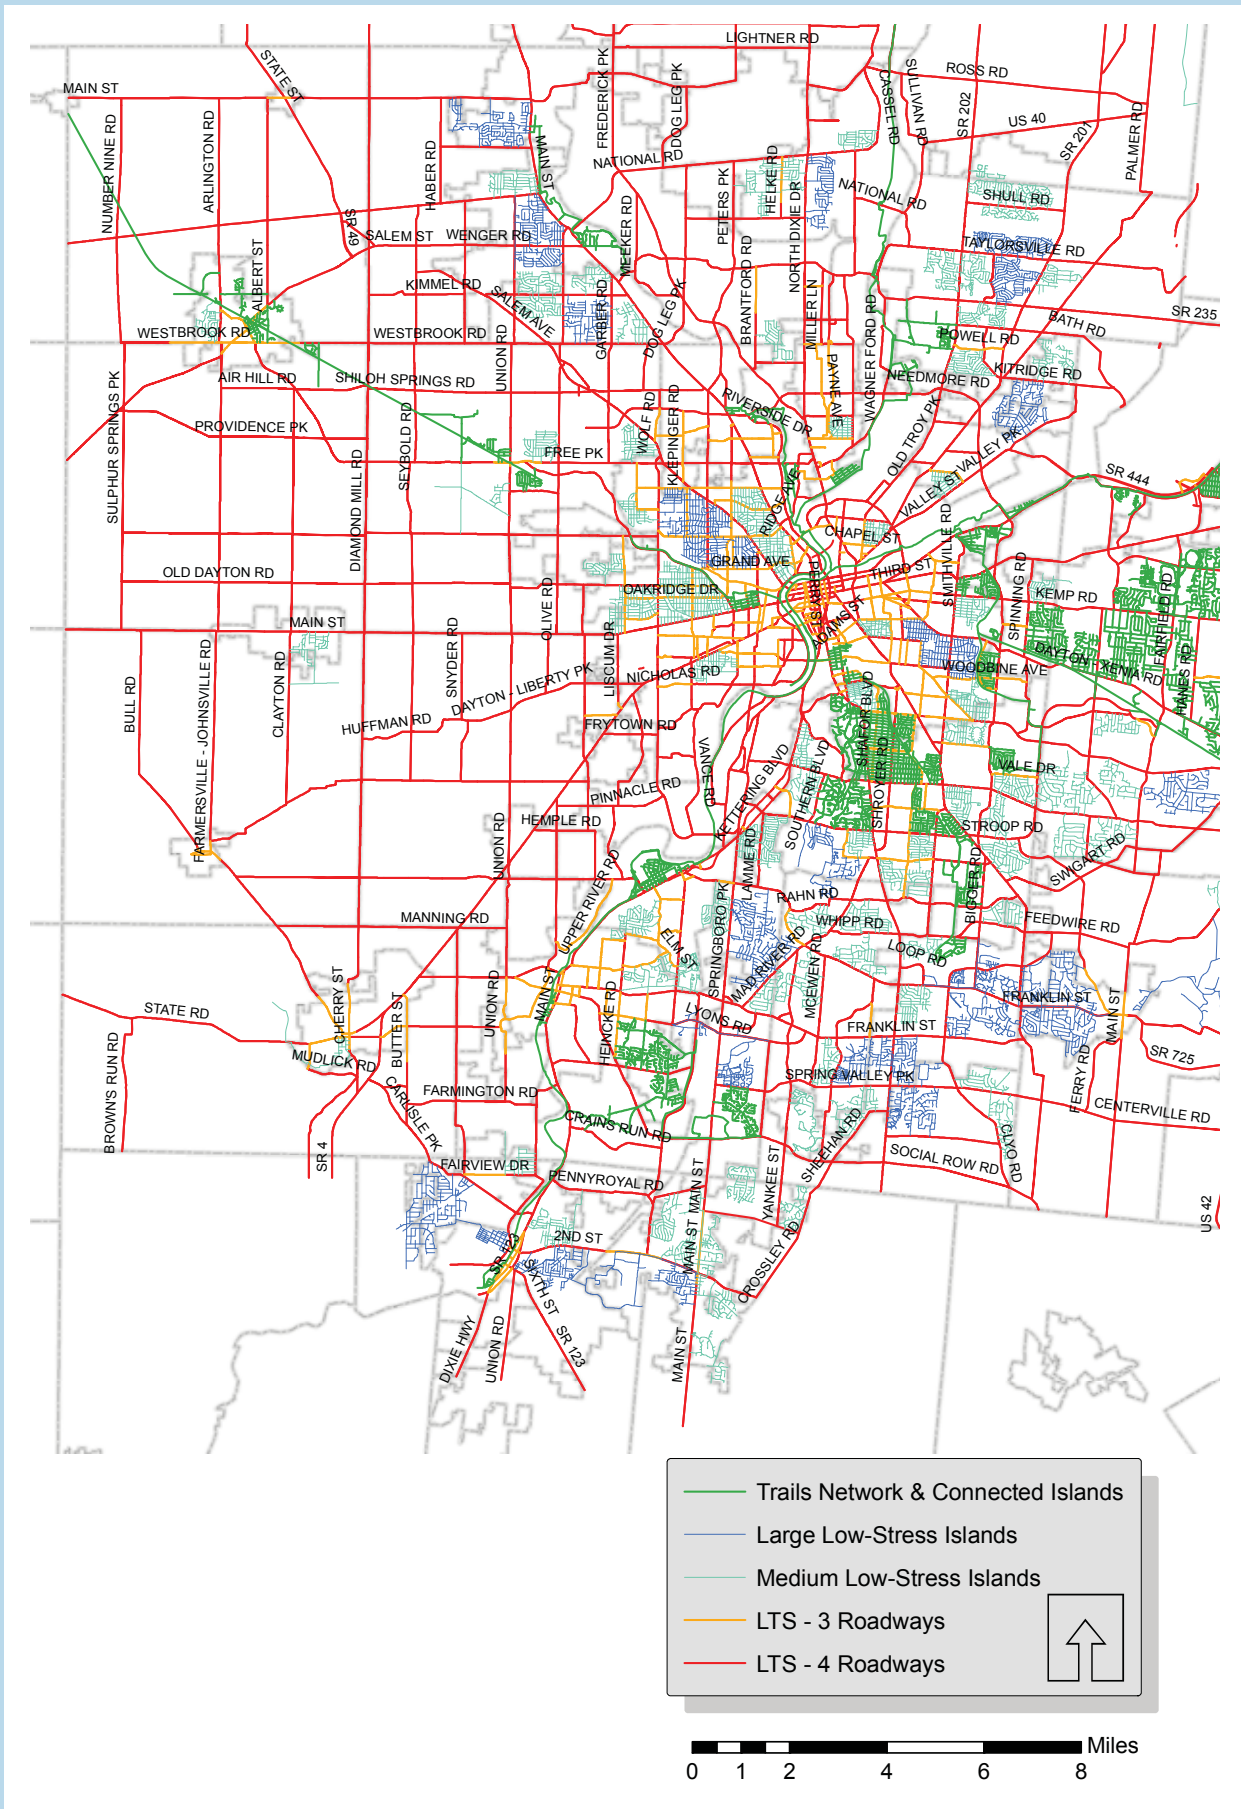 LIGHTNER RD
STATE ST
FREDERICK PK
DOG LEG PK
CASSEL RD
SULLIVAN RD
ROSS RD
MAIN ST
SR 202
US 40
SR 201
PALMER RD
NUMBER NINE RD
ARLINGTON RD
HABER RD
MAIN ST
NATIONAL RD
PETERS PK
HELKE RD
NORTH DIXIE DR
NATIONAL RD
SHULL RD
SR 49
SALEM ST
WENGER RD
MEEKER RD
BRANTFORD RD
TAYLORSVILLE RD
ALBERT ST
KIMMEL RD
SALEM AVE
GARBER RD
DOG LEG PK
MILLER LN
WAGNER FORD RD
SR 235
BATH RD
WESTBROOK RD
WESTBROOK RD
UNION RD
POWELL RD
AIR HILL RD
SHILOH SPRINGS RD
PAYNE AVE
NEEDMORE RD
KITRIDGE RD
SULPHUR SPRINGS PK
PROVIDENCE PK
SEYBOLD RD
WOLF RD
KLEPINGER RD
RIVERSIDE DR
OLD TROY PK
VALLEY PK
FREE PK
DIAMOND MILL RD
RIDGE AVE
VALLEY ST
SR 444
CHAPEL ST
SMITHVILLE RD
OLD DAYTON RD
GRAND AVE
THIRD ST
OLIVE RD
OAKRIDGE DR
PERRY ST
ADAMS ST
SPINNING RD
KEMP RD
FAIRFIELD RD
MAIN ST
SNYDER RD
LISCUM DR
FARMERSVILLE - JOHNSVILLE RD
CLAYTON RD
BULL RD
NICHOLAS RD
WOODBINE AVE
DAYTON - XENIA RD
HANES RD
DAYTON - LIBERTY PK
HUFFMAN RD
FRYTOWN RD
SHAFOR BLVD
SHROYER RD
VANCE RD
KETTERING BLVD
SOUTHERN BLVD
VALE DR
PINNACLE RD
HEMPLE RD
UNION RD
LAMME RD
STROOP RD
SWIGART RD
UPPER RIVER RD
RAHN RD
BIGGER RD
MANNING RD
SPRINGBORO PK
WHIPP RD
FEEDWIRE RD
ELM ST
MAD RIVER RD
LOOP RD
MCEWEN RD
STATE RD
CHERRY ST
BUTTER ST
UNION RD
MAIN ST
HEINCKE RD
LYONS RD
FRANKLIN ST
FRANKLIN ST
MAIN ST
BROWN'S RUN RD
MUDLICK RD
SR 725
SPRING VALLEY PK
FERRY RD
CARLISLE PK
FARMINGTON RD
CENTERVILLE RD
CRAINS RUN RD
SHEEHAN RD
CLYO RD
SR 4
FAIRVIEW DR
PENNYROYAL RD
MAIN ST
YANKEE ST
SOCIAL ROW RD
US 42
SR 123
2ND ST
MAIN ST
CROSSLEY RD
SIXTH ST
DIXIE HWY
UNION RD
SR 123
MAIN ST
Trails Network & Connected Islands
Large Low-Stress Islands
Medium Low-Stress Islands
LTS - 3 Roadways
LTS - 4 Roadways
Miles
0 1 2 4 6 8